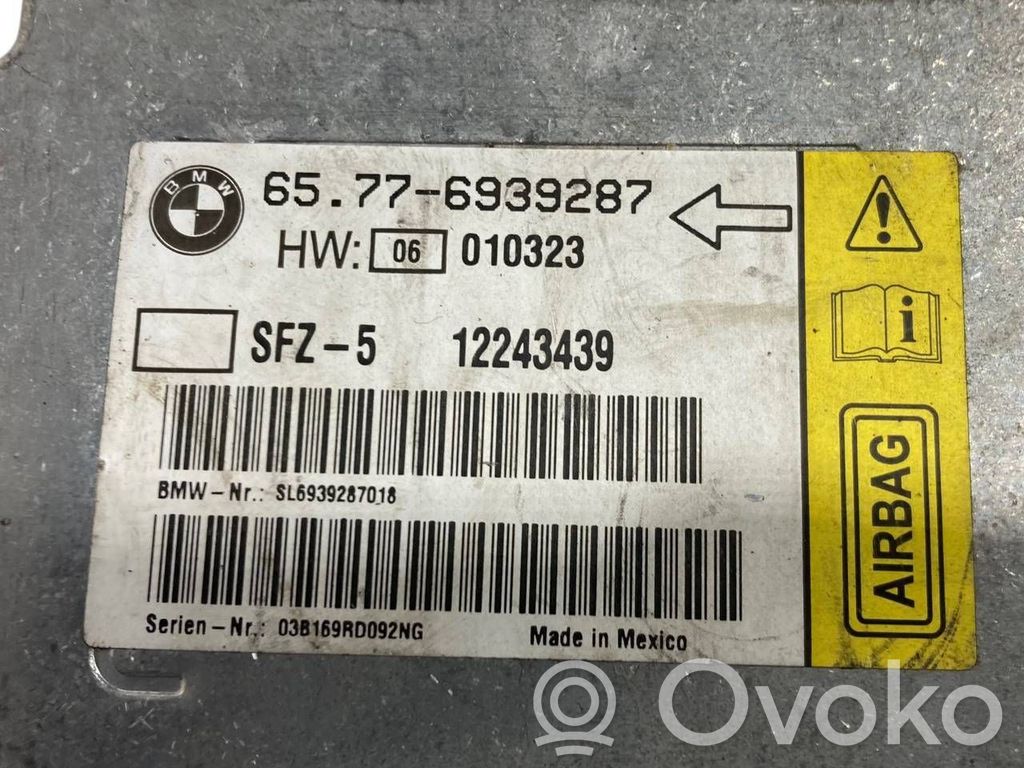 BMW
65.77-6939287
HW: 06 010323
SFZ-5 12243439
BMW-Nr.: SL6939287018
Serien-Nr.: 03B169RD092NG
Made in Mexico
i
AIRBAG
Ovoko